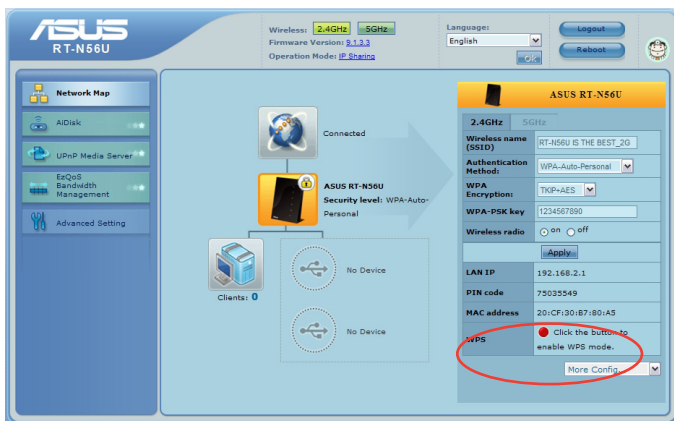 ASUS
RT-N56U
Wireless: 2.4GHz 5GHz
Firmware Version: 9.1.3.3
Operation Mode: IP Sharing
Language:
English
OK
Logout
Reboot
Network Map
AiDisk
UPnP Media Server
EzQoS
Bandwidth
Management
Advanced Setting
Connected
ASUS RT-N56U
Security level: WPA-Auto-
Personal
Clients: 0
No Device
No Device
ASUS RT-N56U
2.4GHz 5GHz
Wireless name
(SSID)
RT-N56U IS THE BEST_2G
Authentication
Method:
WPA-Auto-Personal
WPA
Encryption:
TKIP+AES
WPA-PSK key 1234567890
Wireless radio on off
Apply
LAN IP 192.168.2.1
PIN code 75035549
MAC address 20:CF:30:B7:80:A5
WPS
Click the button to
enable WPS mode.
More Config.